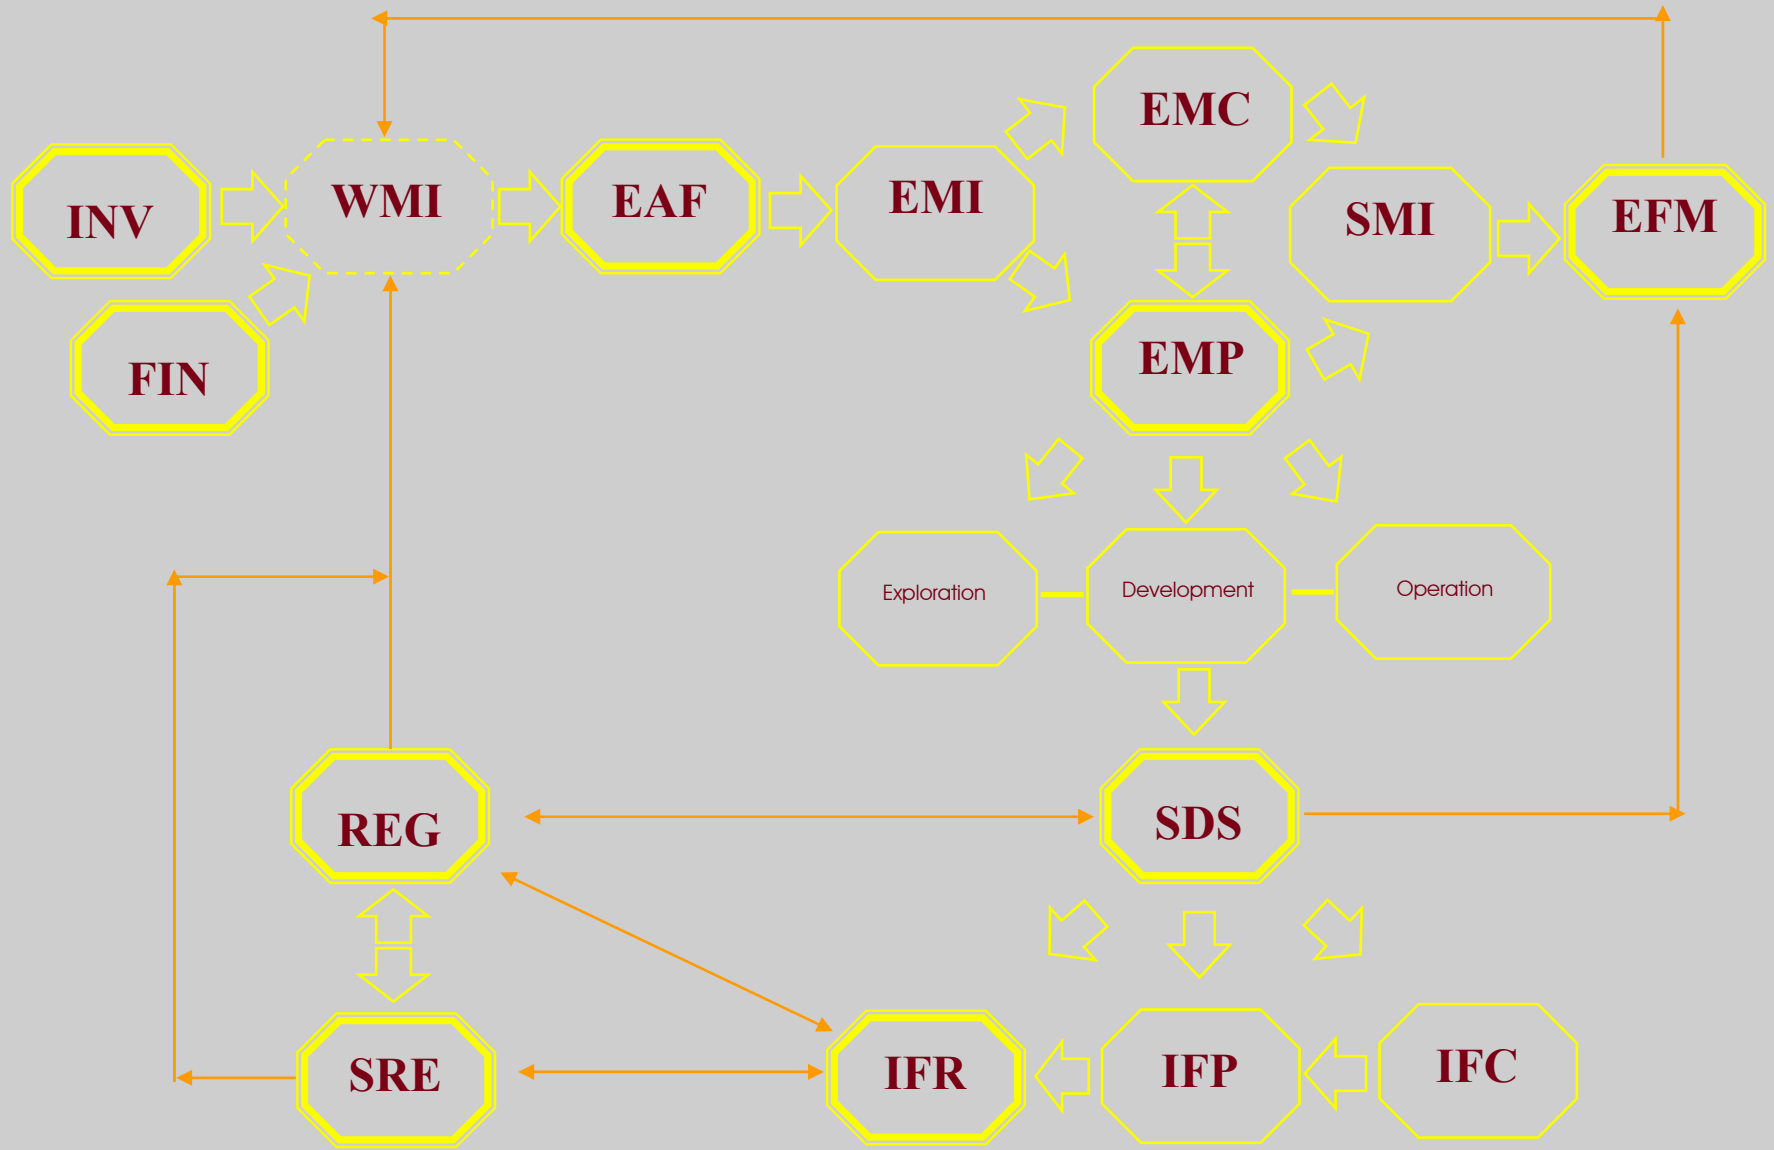 EMC
INV
WMI
EAF
EMI
SMI
EFM
FIN
EMP
Exploration
Development
Operation
REG
SDS
SRE
IFR
IFP
IFC